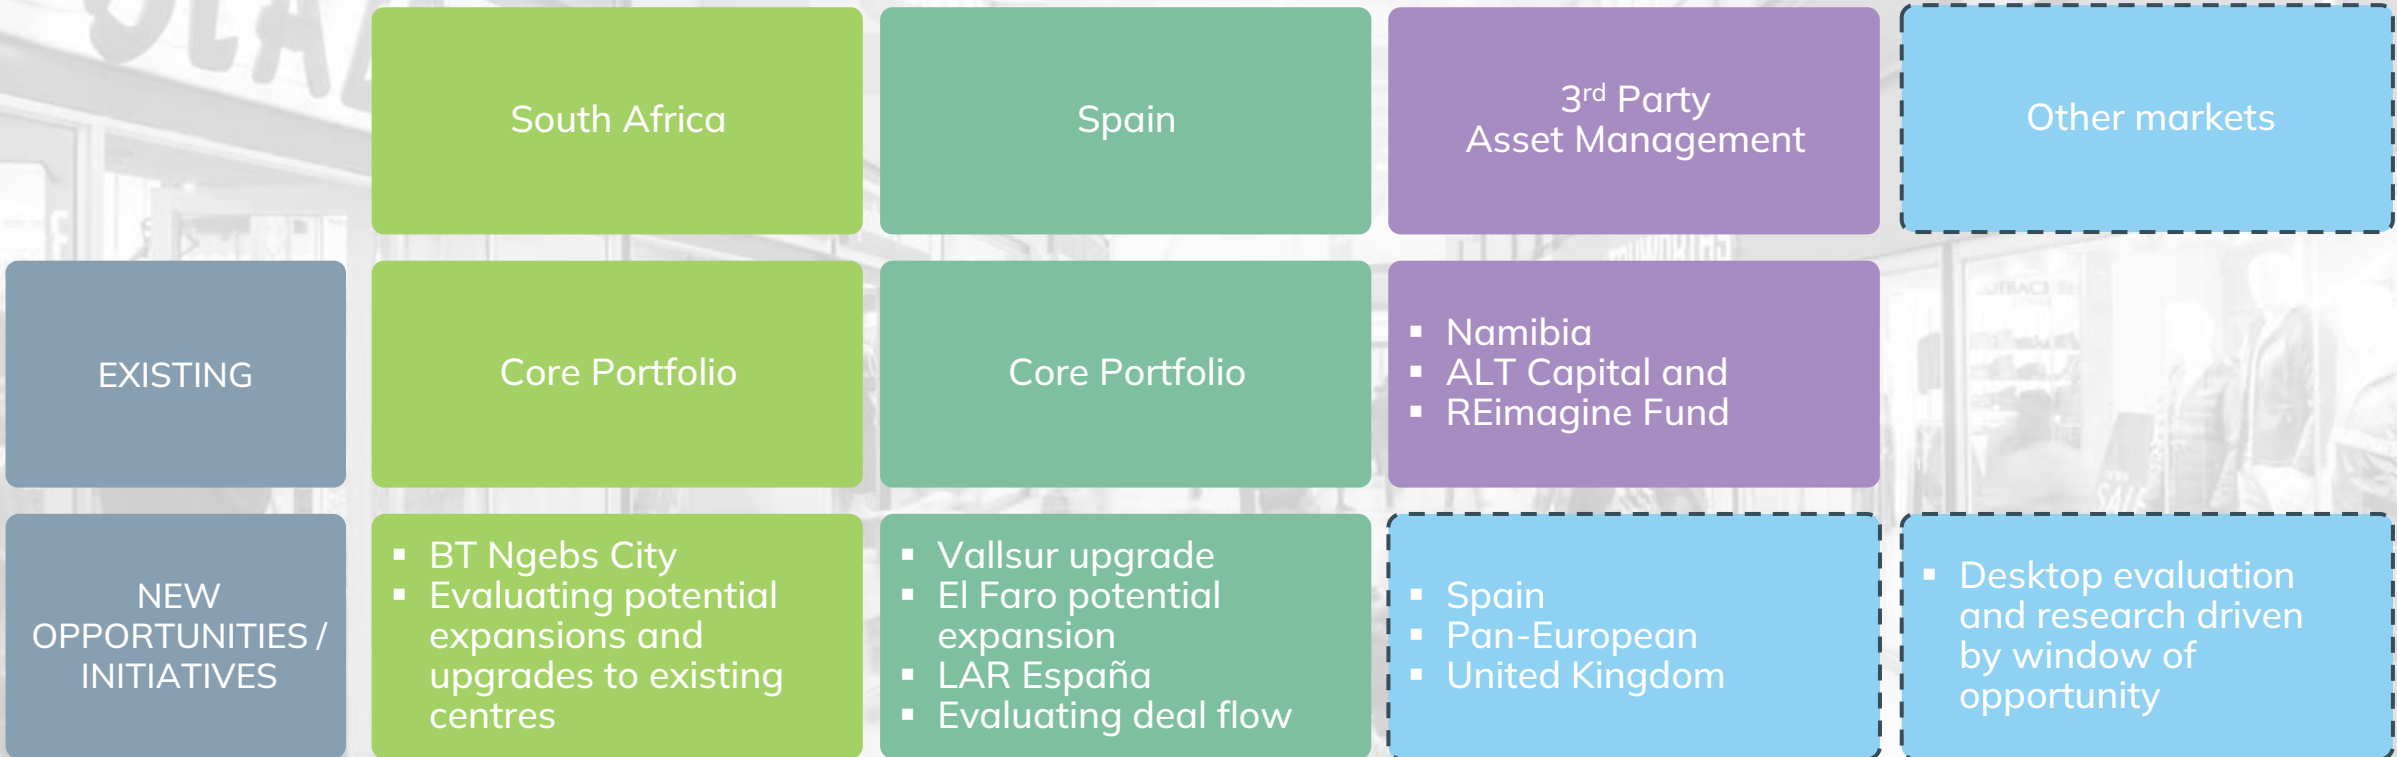 South Africa
Spain
3rd Party
Asset Management
Other markets
EXISTING
Core Portfolio
Core Portfolio
▪ Namibia
▪ ALT Capital and
▪ REimagine Fund
NEW
OPPORTUNITIES /
INITIATIVES
▪ BT Ngebs City
▪ Evaluating potential
expansions and
upgrades to existing
centres
▪ Vallsur upgrade
▪ El Faro potential
expansion
▪ LAR España
▪ Evaluating deal flow
▪ Spain
▪ Pan-European
▪ United Kingdom
▪ Desktop evaluation
and research driven
by window of
opportunity
TRUWORTHS
SALE